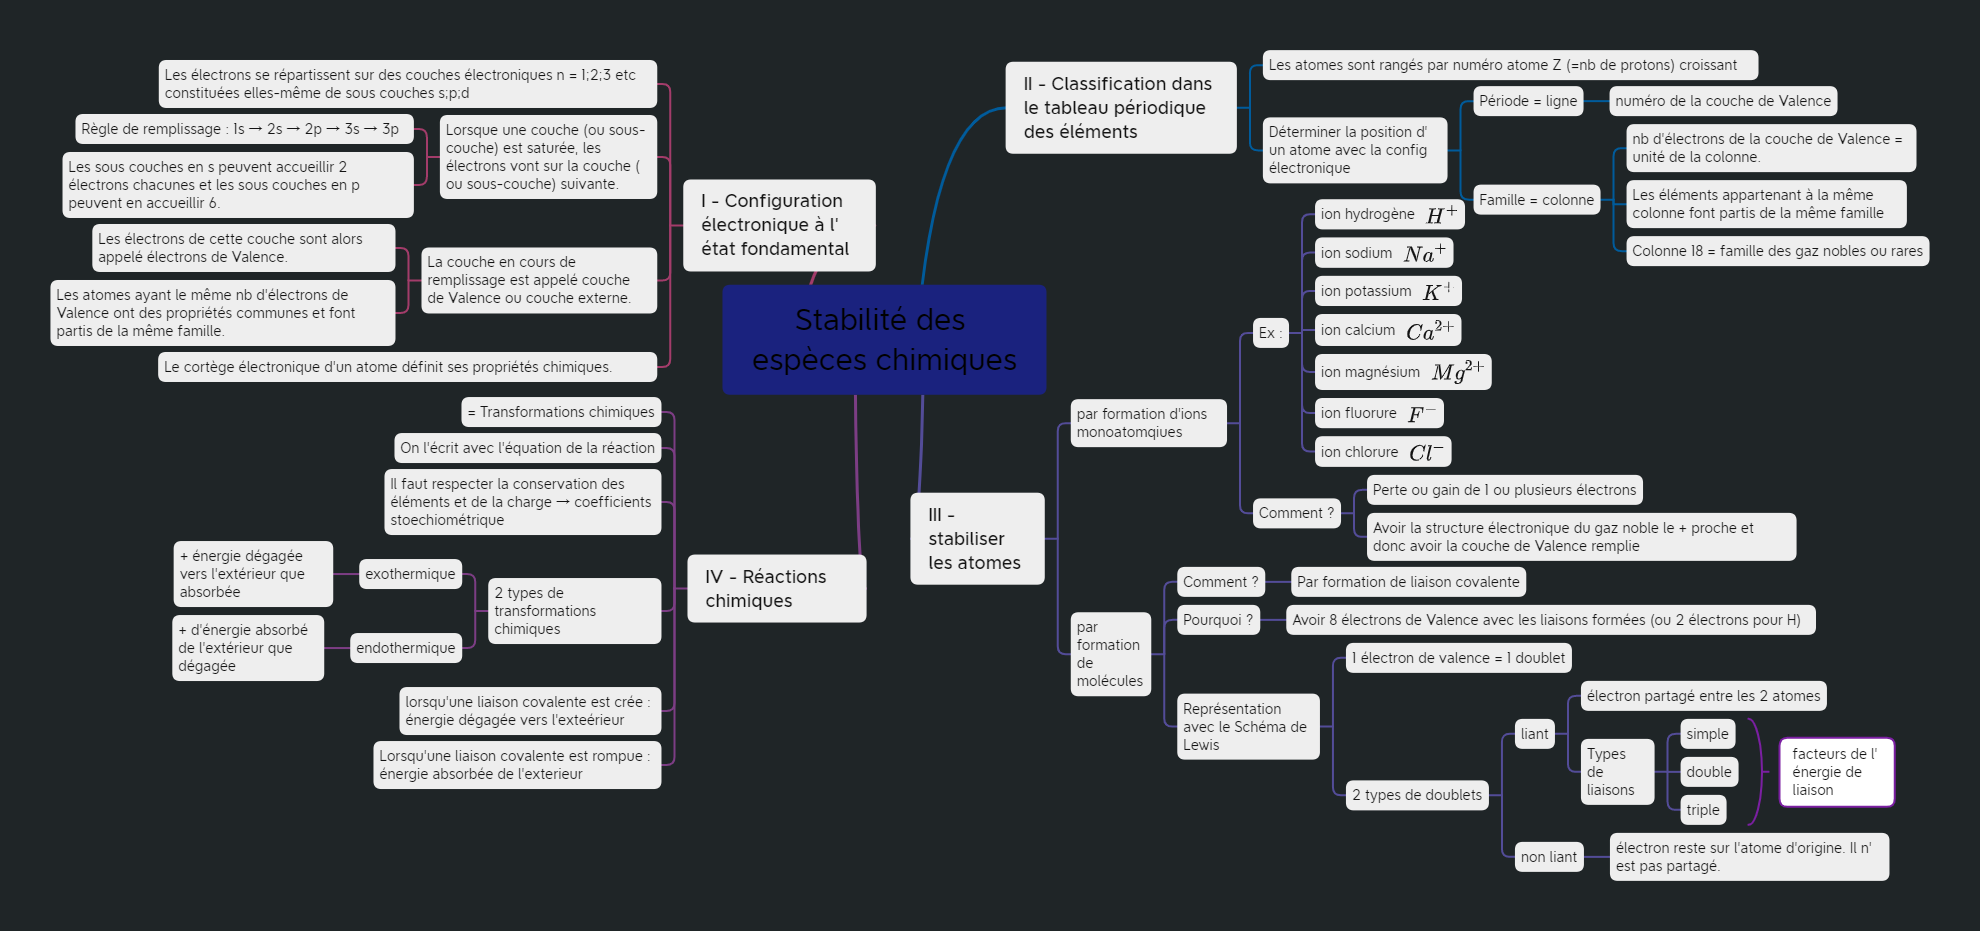 Stabilité des
espèces chimiques
I - Configuration
électronique à l'
état fondamental
Les électrons se répartissent sur des couches électroniques n = 1;2;3 etc
constituées elles-même de sous couches s;p;d
Lorsque une couche (ou sous-
couche) est saturée, les
électrons vont sur la couche (
ou sous-couche) suivante.
Règle de remplissage : 1s → 2s → 2p → 3s → 3p
Les sous couches en s peuvent accueillir 2
électrons chacunes et les sous couches en p
peuvent en accueillir 6.
La couche en cours de
remplissage est appelé couche
de Valence ou couche externe.
Les électrons de cette couche sont alors
appelé électrons de Valence.
Les atomes ayant le même nb d'électrons de
Valence ont des propriétés communes et font
partis de la même famille.
Le cortège électronique d'un atome définit ses propriétés chimiques.
II - Classification dans
le tableau périodique
des éléments
Les atomes sont rangés par numéro atome Z (=nb de protons) croissant
Déterminer la position d'
un atome avec la config
électronique
Période = ligne
numéro de la couche de Valence
Famille = colonne
nb d'électrons de la couche de Valence =
unité de la colonne.
Les éléments appartenant à la même
colonne font partis de la même famille
Colonne 18 = famille des gaz nobles ou rares
III -
stabiliser
les atomes
par formation d'ions
monoatomqiues
Ex :
ion hydrogène H⁺
ion sodium Na⁺
ion potassium K⁺
ion calcium Ca²⁺
ion magnésium Mg²⁺
ion fluorure F⁻
ion chlorure Cl⁻
Comment ?
Perte ou gain de 1 ou plusieurs électrons
Avoir la structure électronique du gaz noble le + proche et
donc avoir la couche de Valence remplie
par
formation
de
molécules
Comment ?
Par formation de liaison covalente
Pourquoi ?
Avoir 8 électrons de Valence avec les liaisons formées (ou 2 électrons pour H)
Représentation
avec le Schéma de
Lewis
1 électron de valence = 1 doublet
2 types de doublets
liant
électron partagé entre les 2 atomes
Types
de
liaisons
simple
double
triple
facteurs de l'
énergie de
liaison
non liant
électron reste sur l'atome d'origine. Il n'
est pas partagé.
IV - Réactions
chimiques
= Transformations chimiques
On l'écrit avec l'équation de la réaction
Il faut respecter la conservation des
éléments et de la charge → coefficients
stoechiométrique
2 types de
transformations
chimiques
exothermique
+ énergie dégagée
vers l'extérieur que
absorbée
endothermique
+ d'énergie absorbé
de l'extérieur que
dégagée
lorsqu'une liaison covalente est crée :
énergie dégagée vers l'exteérieur
Lorsqu'une liaison covalente est rompue :
énergie absorbée de l'exterieur